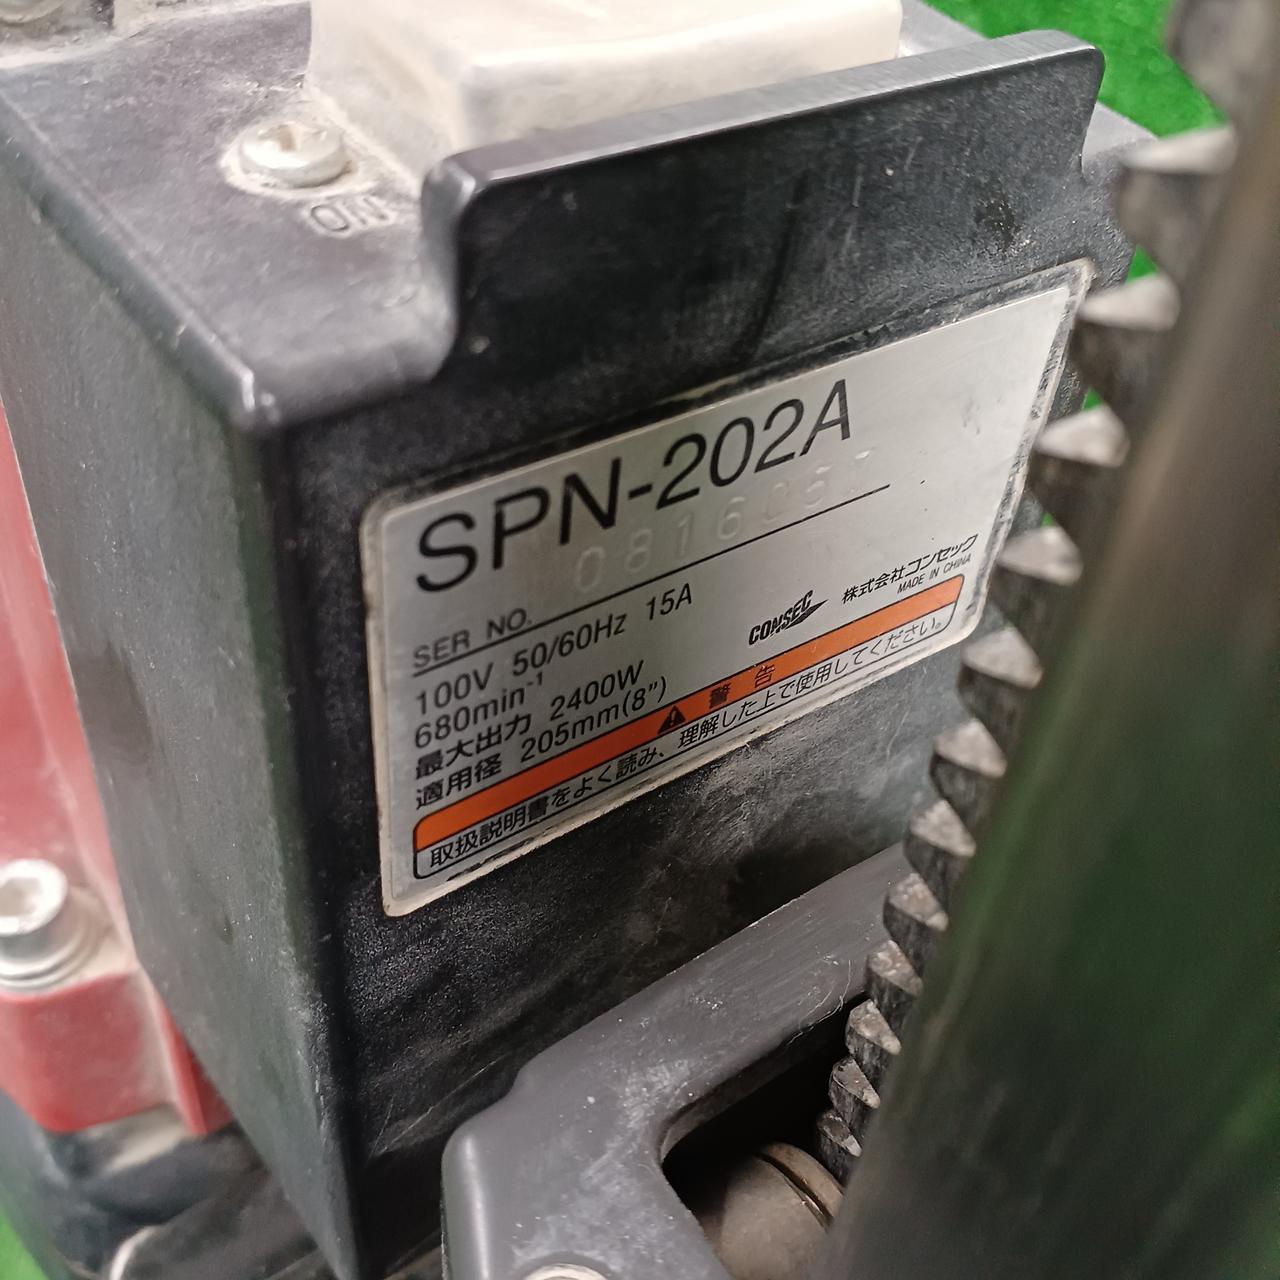 ON
SPN-202A
SER NO. 0816057
100V 50/60Hz 15A
680min⁻¹
最大出力 2400W
適用径 205mm(8")
CONSEC 株式会社コンセック
MADE IN CHINA
警告
取扱説明書をよく読み、理解した上で使用してください。